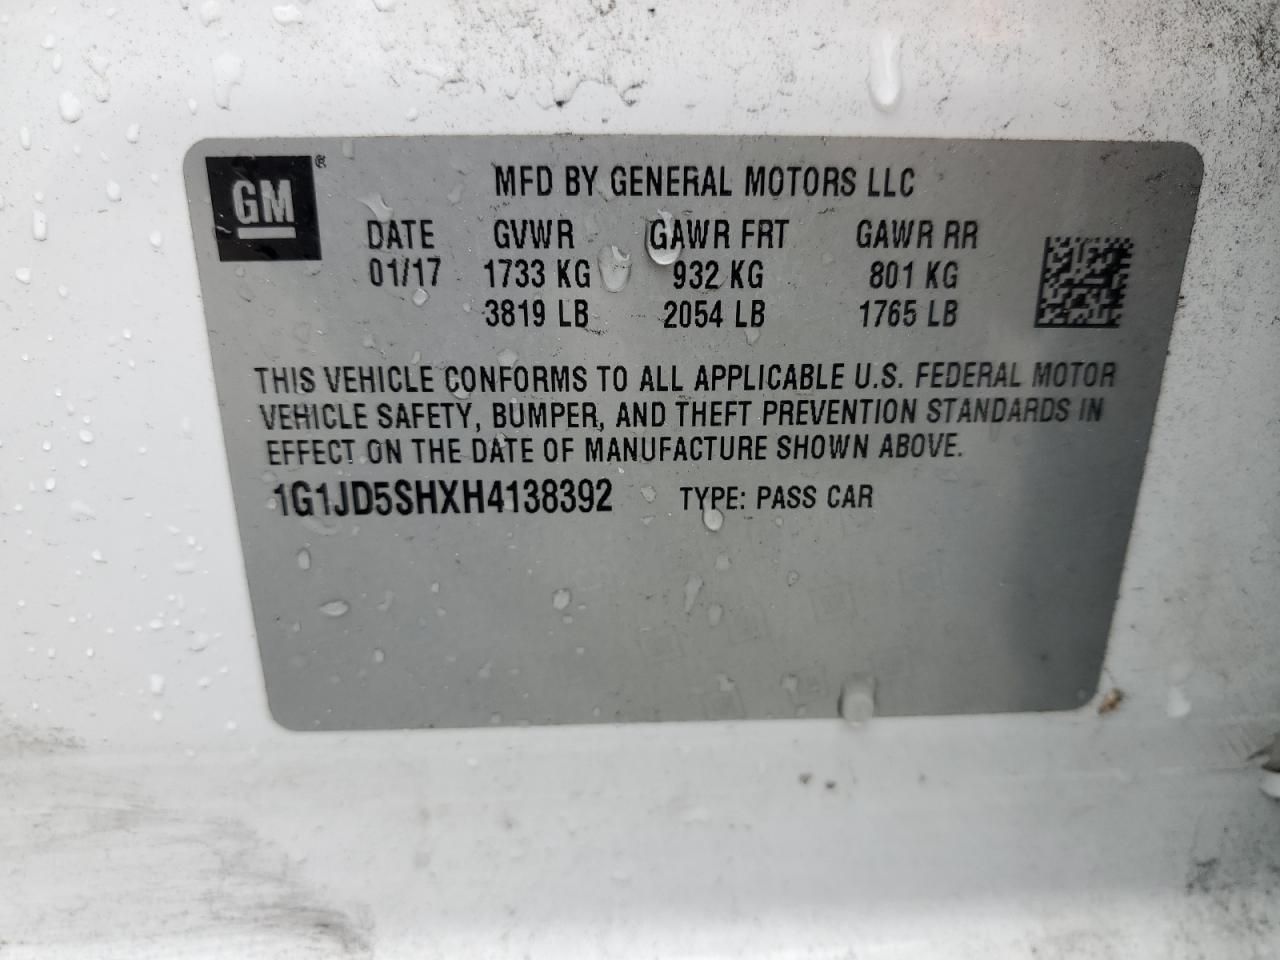 GM®
MFD BY GENERAL MOTORS LLC
DATE GVWR GAWR FRT GAWR RR
01/17 1733 KG 932 KG 801 KG
3819 LB 2054 LB 1765 LB
THIS VEHICLE CONFORMS TO ALL APPLICABLE U.S. FEDERAL MOTOR
VEHICLE SAFETY, BUMPER, AND THEFT PREVENTION STANDARDS IN
EFFECT ON THE DATE OF MANUFACTURE SHOWN ABOVE.
1G1JD5SHXH4138392 TYPE: PASS CAR